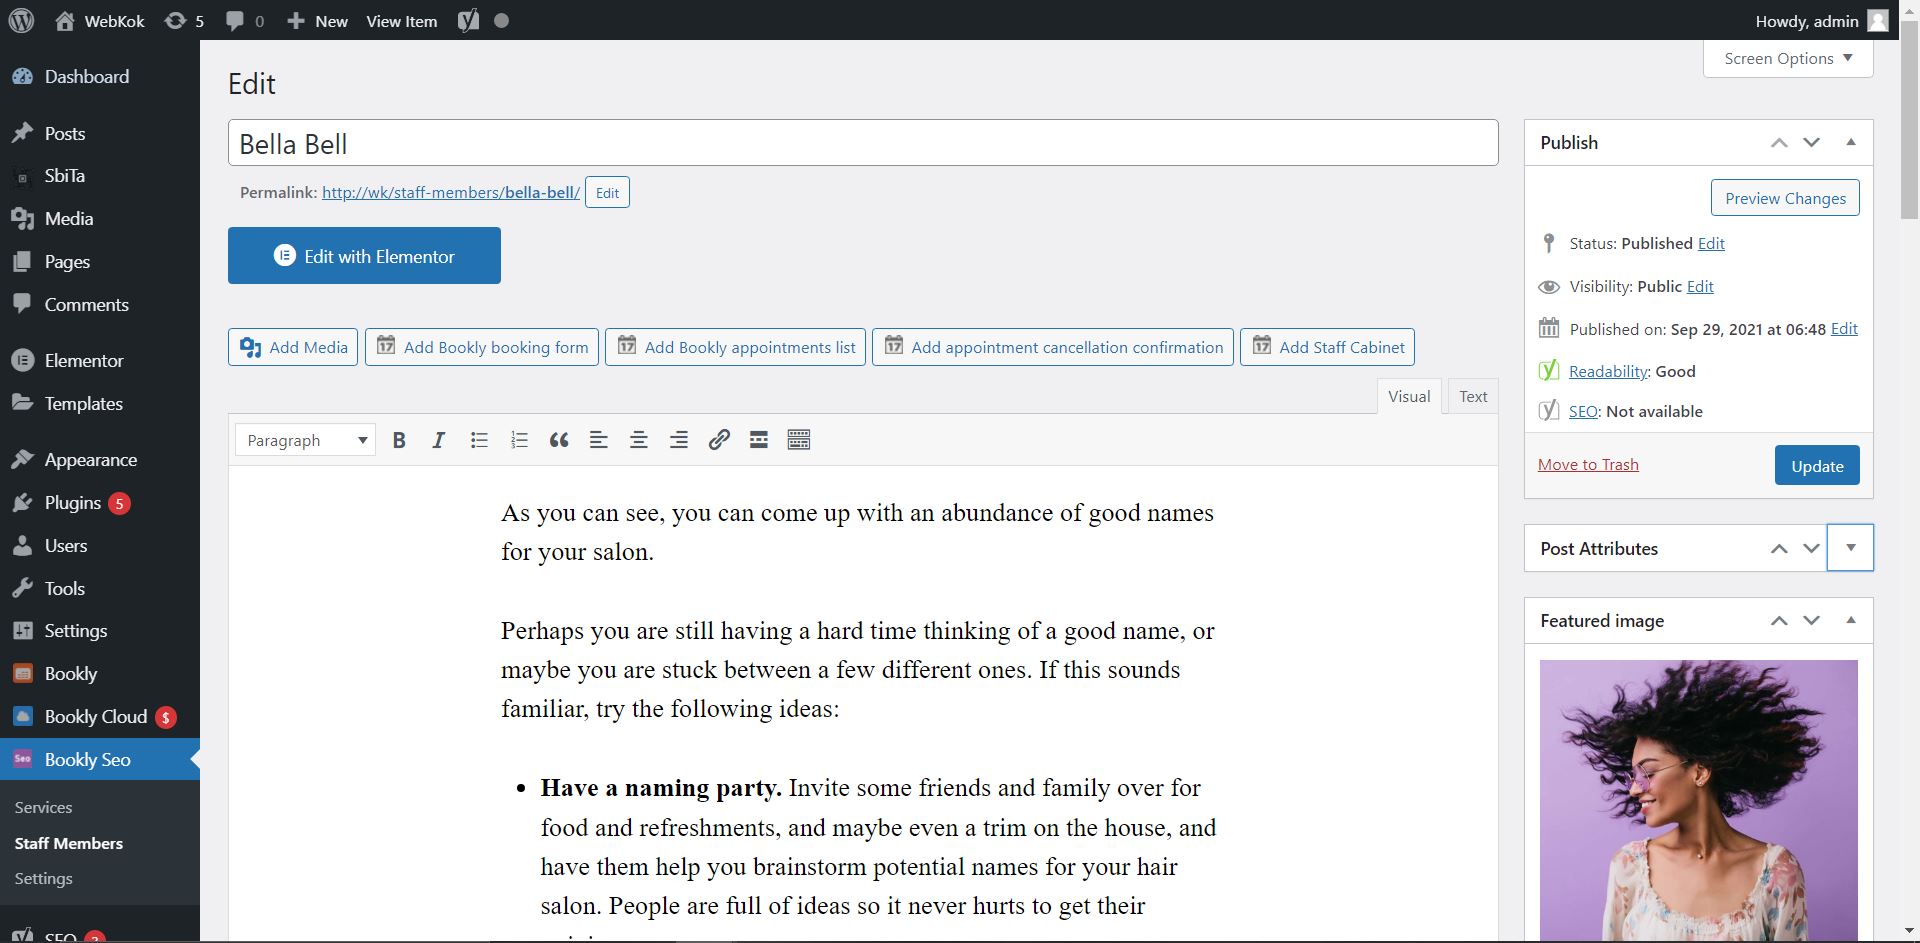 WebKok
5
0
New
View Item
Howdy, admin
Screen Options
Dashboard
Posts
SbiTa
Media
Pages
Comments
Elementor
Templates
Appearance
Plugins 5
Users
Tools
Settings
Bookly
Bookly Cloud $
Seo Bookly Seo
Services
Staff Members
Settings
SEO
Edit
Bella Bell
Permalink: http://wk/staff-members/bella-bell/ Edit
Edit with Elementor
Add Media
17 Add Bookly booking form
17 Add Bookly appointments list
17 Add appointment cancellation confirmation
17 Add Staff Cabinet
Visual
Text
Paragraph
B
I
As you can see, you can come up with an abundance of good names
for your salon.
Perhaps you are still having a hard time thinking of a good name, or
maybe you are stuck between a few different ones. If this sounds
familiar, try the following ideas:
• Have a naming party. Invite some friends and family over for
food and refreshments, and maybe even a trim on the house, and
have them help you brainstorm potential names for your hair
salon. People are full of ideas so it never hurts to get their
Publish
Preview Changes
Status: Published Edit
Visibility: Public Edit
Published on: Sep 29, 2021 at 06:48 Edit
Readability: Good
SEO: Not available
Move to Trash
Update
Post Attributes
Featured image